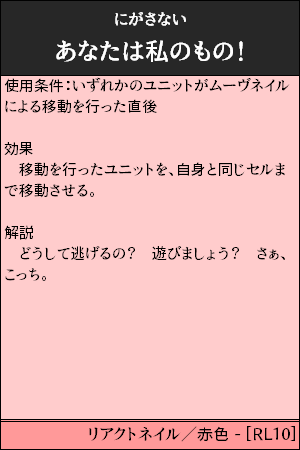 にがさない
あなたは私のもの！
使用条件：いずれかのユニットがムーヴネイル
による移動を行った直後
効果
　移動を行ったユニットを、自身と同じセルま
で移動させる。
解説
　どうして逃げるの？　遊びましょう？　さぁ、
こっち。
リアクトネイル／赤色 - [RL10]